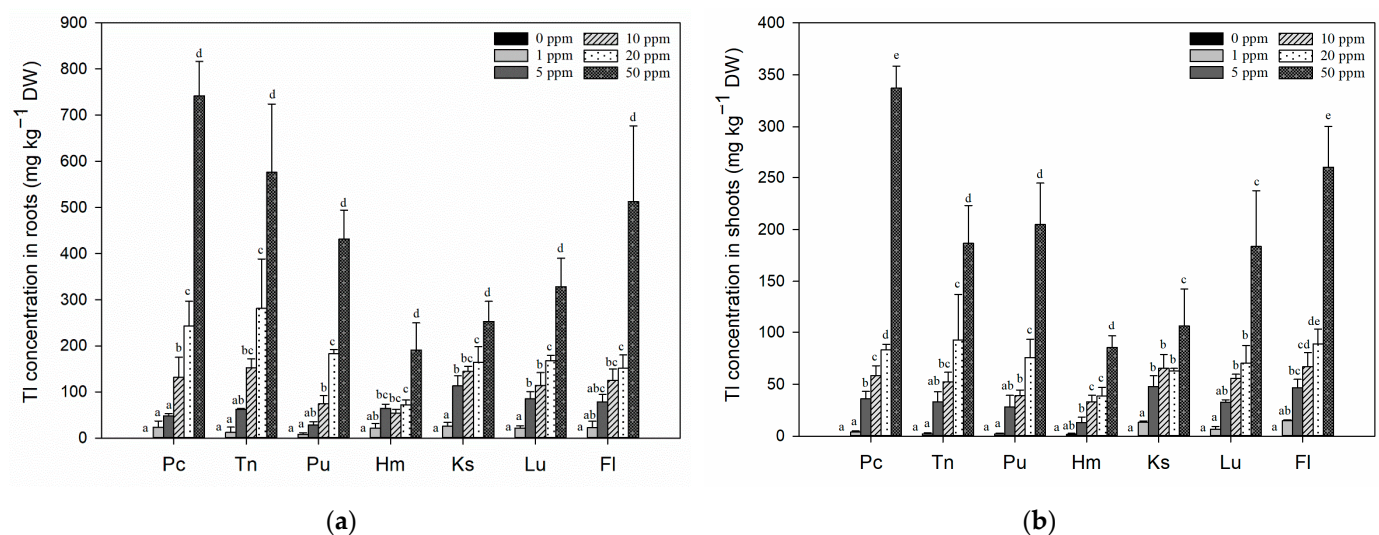 Tl concentration in roots (mg kg⁻¹ DW)
900
800
700
600
500
400
300
200
100
0
0 ppm 10 ppm
1 ppm 20 ppm
5 ppm 50 ppm
a a a b c d
a a ab bc c d
a a ab b c d
a ab bc bc c d
a a b bc c d
a a b bc c d
a ab abc bc c d
Pc Tn Pu Hm Ks Lu Fl
(a)
Tl concentration in shoots (mg kg⁻¹ DW)
400
350
300
250
200
150
100
50
0
0 ppm 10 ppm
1 ppm 20 ppm
5 ppm 50 ppm
a a b c d e
a a ab bc c d
a a ab b c d
a ab b c c d
a a b b b c
a a ab b b c
a ab bc cd de e
Pc Tn Pu Hm Ks Lu Fl
(b)